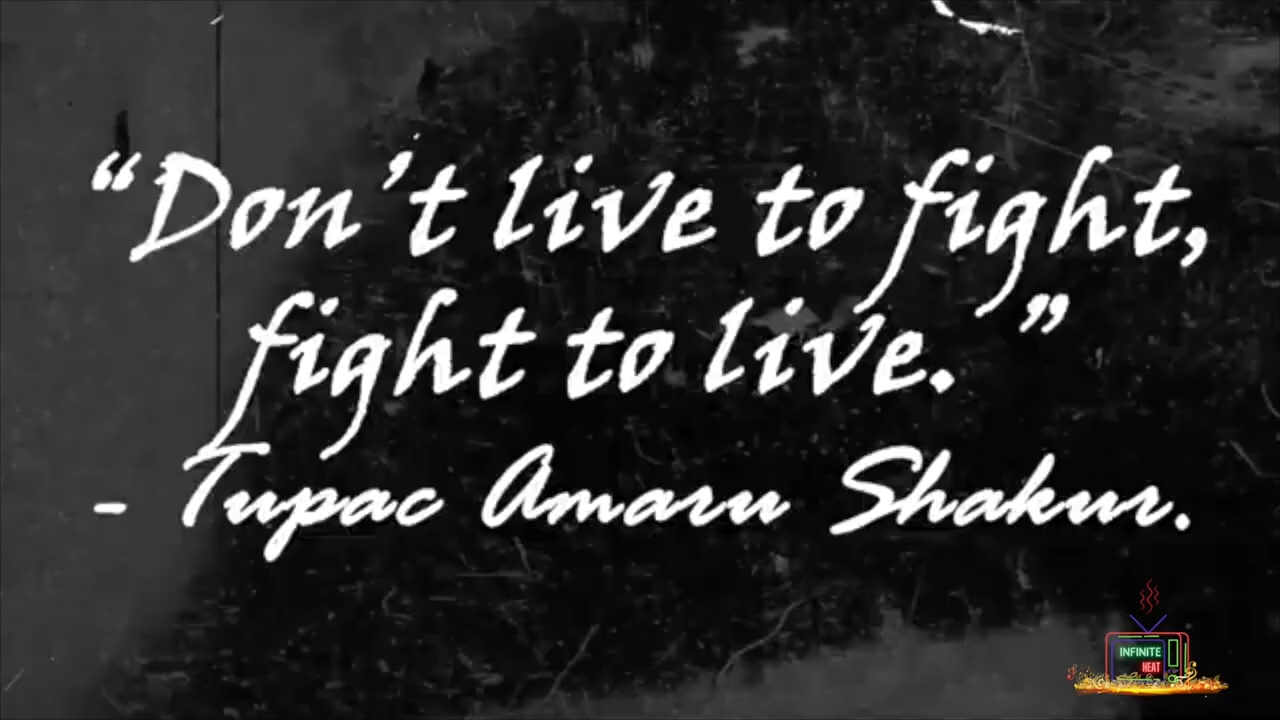 “Don’t live to fight,
fight to live.”
- Tupac Amaru Shakur.
INFINITE
HEAT